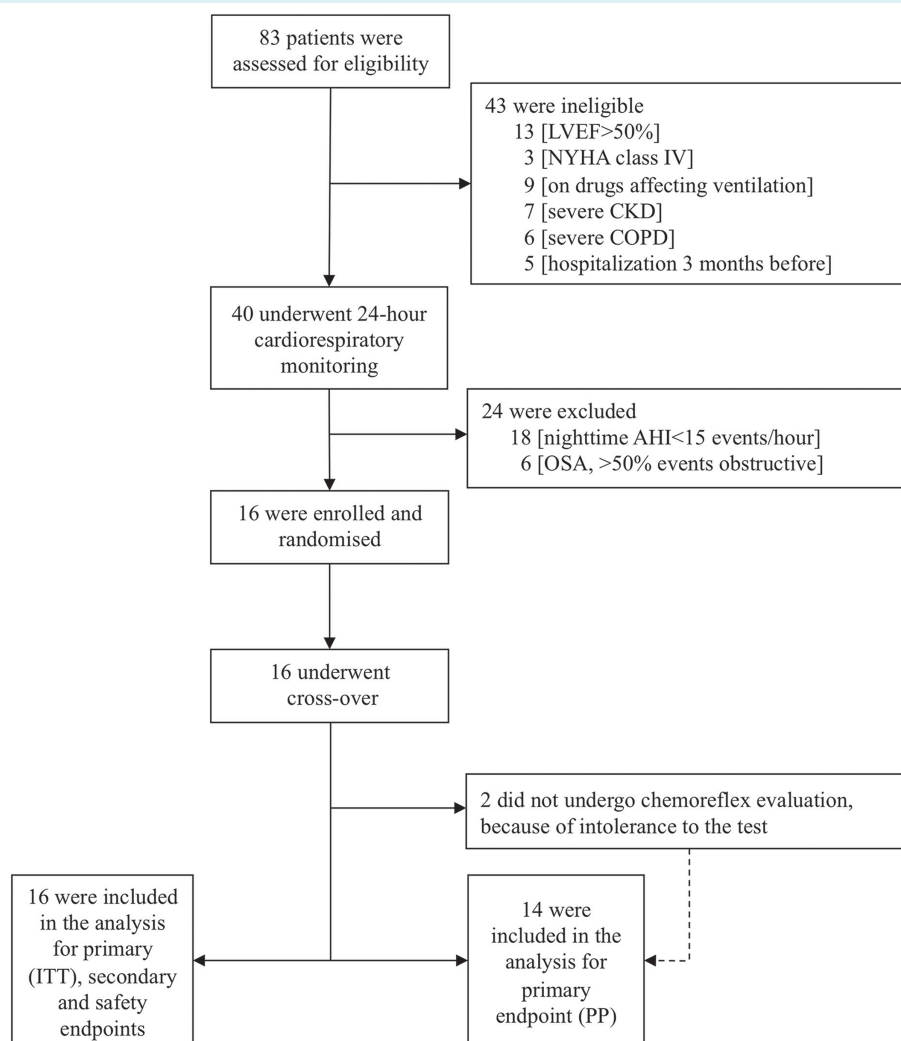 83 patients were
assessed for eligibility
43 were ineligible
13 [LVEF>50%]
3 [NYHA class IV]
9 [on drugs affecting ventilation]
7 [severe CKD]
6 [severe COPD]
5 [hospitalization 3 months before]
40 underwent 24-hour
cardiorespiratory
monitoring
24 were excluded
18 [nighttime AHI<15 events/hour]
6 [OSA, >50% events obstructive]
16 were enrolled and
randomised
16 underwent
cross-over
2 did not undergo chemoreflex evaluation,
because of intolerance to the test
16 were included
in the analysis
for primary
(ITT), secondary
and safety
endpoints
14 were
included in the
analysis for
primary
endpoint (PP)